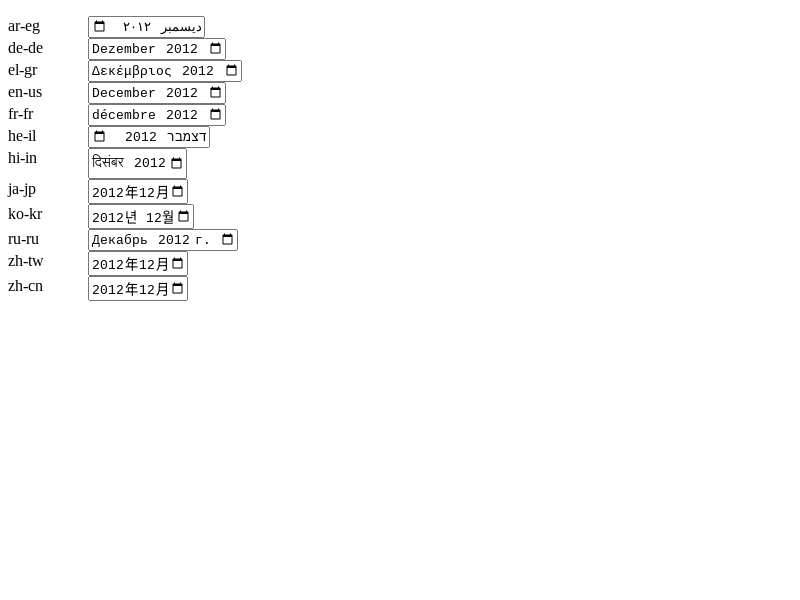 ar-eg ديسمبر ٢٠١٢
de-de Dezember 2012
el-gr Δεκέμβριος 2012
en-us December 2012
fr-fr décembre 2012
he-il דצמבר 2012
hi-in दिसंबर 2012
ja-jp 2012年12月
ko-kr 2012년 12월
ru-ru Декабрь 2012 г.
zh-tw 2012年12月
zh-cn 2012年12月